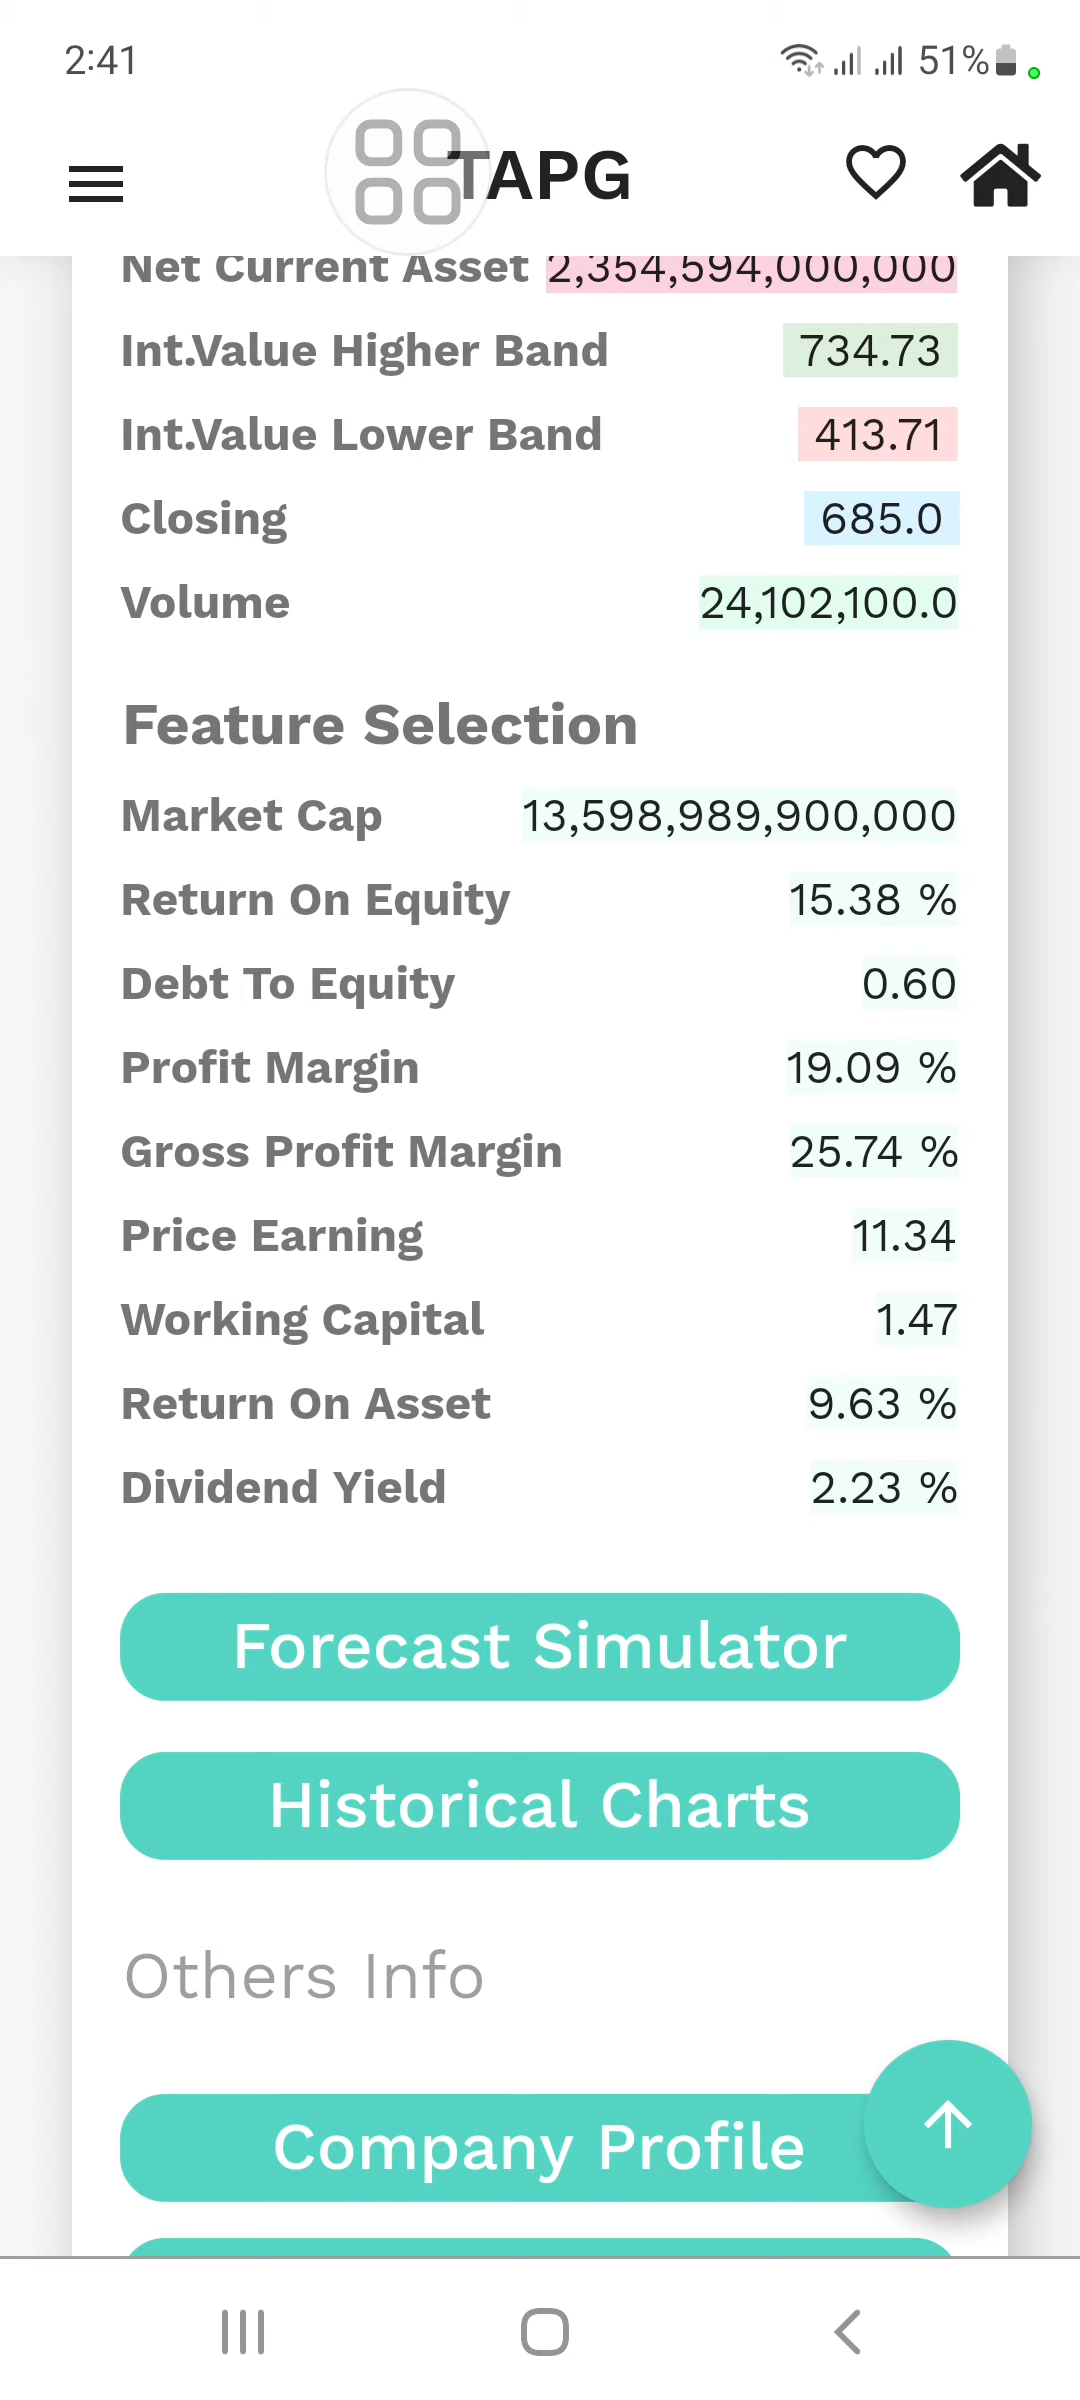 2:41
51%
TAPG
Net Current Asset 2,354,594,000,000
Int.Value Higher Band 734.73
Int.Value Lower Band 413.71
Closing 685.0
Volume 24,102,100.0
Feature Selection
Market Cap 13,598,989,900,000
Return On Equity 15.38 %
Debt To Equity 0.60
Profit Margin 19.09 %
Gross Profit Margin 25.74 %
Price Earning 11.34
Working Capital 1.47
Return On Asset 9.63 %
Dividend Yield 2.23 %
Forecast Simulator
Historical Charts
Others Info
Company Profile